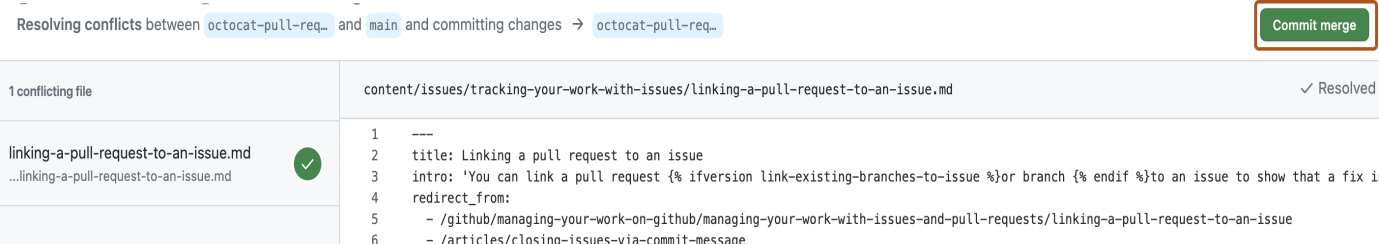 Resolving conflicts between octocat-pull-req… and main and committing changes → octocat-pull-req…
Commit merge
1 conflicting file
content/issues/tracking-your-work-with-issues/linking-a-pull-request-to-an-issue.md
✓ Resolved
linking-a-pull-request-to-an-issue.md
...linking-a-pull-request-to-an-issue.md
1 ---
2 title: Linking a pull request to an issue
3 intro: 'You can link a pull request {% ifversion link-existing-branches-to-issue %}or branch {% endif %}to an issue to show that a fix
4 redirect_from:
5 - /github/managing-your-work-on-github/managing-your-work-with-issues-and-pull-requests/linking-a-pull-request-to-an-issue
6 - /articles/closing-issues-via-commit-message